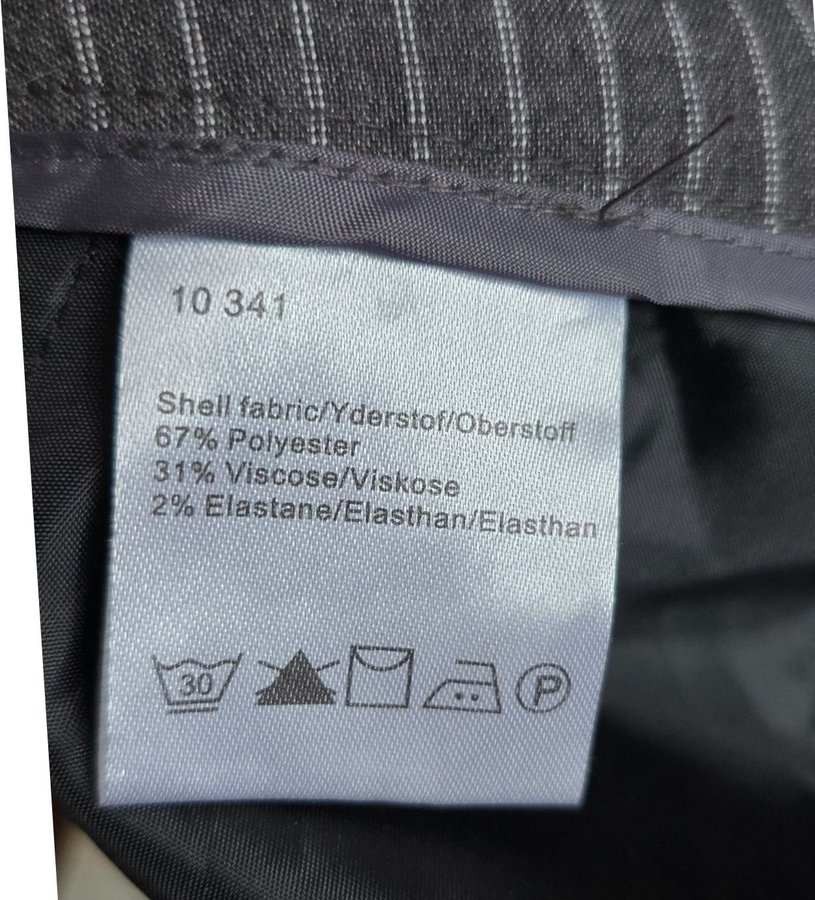 10 341
Shell fabric/Yderstof/Oberstoff
67% Polyester
31% Viscose/Viskose
2% Elastane/Elasthan/Elasthan
30
P